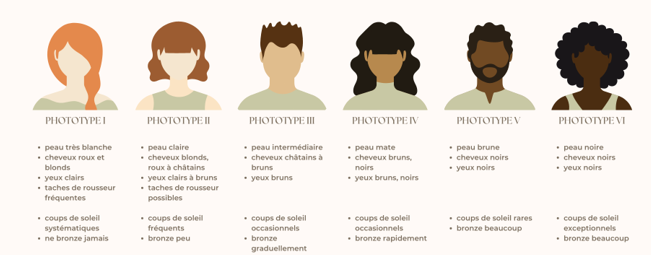 PHOTOTYPE I
PHOTOTYPE II
PHOTOTYPE III
PHOTOTYPE IV
PHOTOTYPE V
PHOTOTYPE VI
• peau très blanche
• cheveux roux et
blonds
• yeux clairs
• taches de rousseur
fréquentes
• coups de soleil
systématiques
• ne bronze jamais
• peau claire
• cheveux blonds,
roux à châtains
• yeux clairs à bruns
• taches de rousseur
possibles
• coups de soleil
fréquents
• bronze peu
• peau intermédiaire
• cheveux châtains à
bruns
• yeux bruns
• coups de soleil
occasionnels
• bronze
graduellement
• peau mate
• cheveux bruns,
noirs
• yeux bruns, noirs
• coups de soleil
occasionnels
• bronze rapidement
• peau brune
• cheveux noirs
• yeux noirs
• coups de soleil rares
• bronze beaucoup
• peau noire
• cheveux noirs
• yeux noirs
• coups de soleil
exceptionnels
• bronze beaucoup